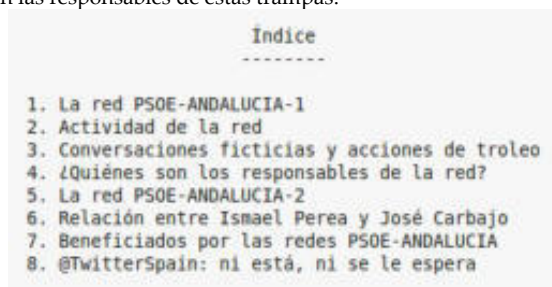 n las responsables de estas trampas.
Índice
--------
1. La red PSOE-ANDALUCIA-1
2. Actividad de la red
3. Conversaciones ficticias y acciones de troleo
4. ¿Quiénes son los responsables de la red?
5. La red PSOE-ANDALUCIA-2
6. Relación entre Ismael Perea y José Carbajo
7. Beneficiados por las redes PSOE-ANDALUCIA
8. @TwitterSpain: ni está, ni se le espera